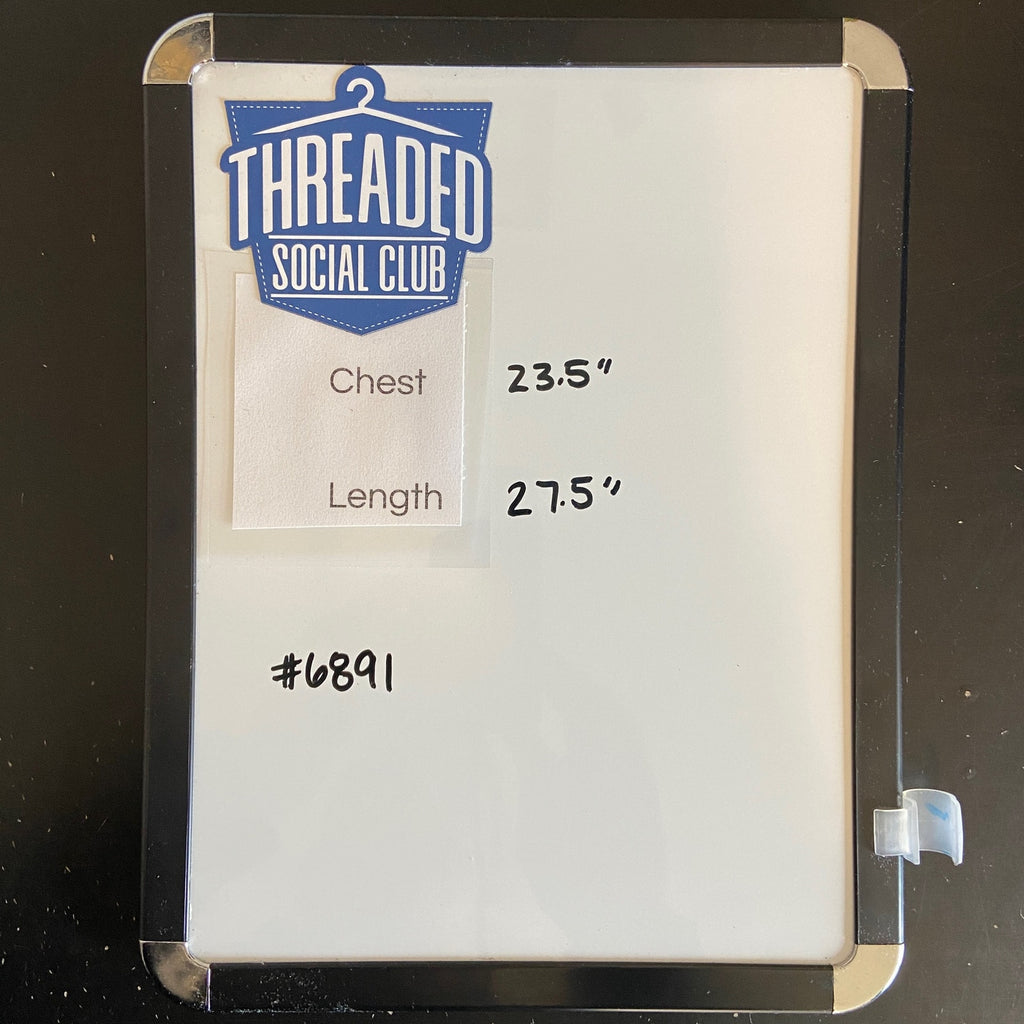 THREADED
SOCIAL CLUB
Chest 23.5"
Length 27.5"
#6891